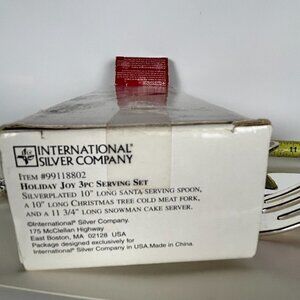 INTERNATIONAL®
SILVER COMPANY
ITEM #99118802
HOLIDAY JOY 3PC SERVING SET
SILVERPLATED 10" LONG SANTA SERVING SPOON,
A 10" LONG CHRISTMAS TREE COLD MEAT FORK,
AND A 11 3/4" LONG SNOWMAN CAKE SERVER.
©International® Silver Company.
175 McClellan Highway
East Boston, MA 02128 USA
Package designed exclusively for
International® Silver Company in USA.Made in China.